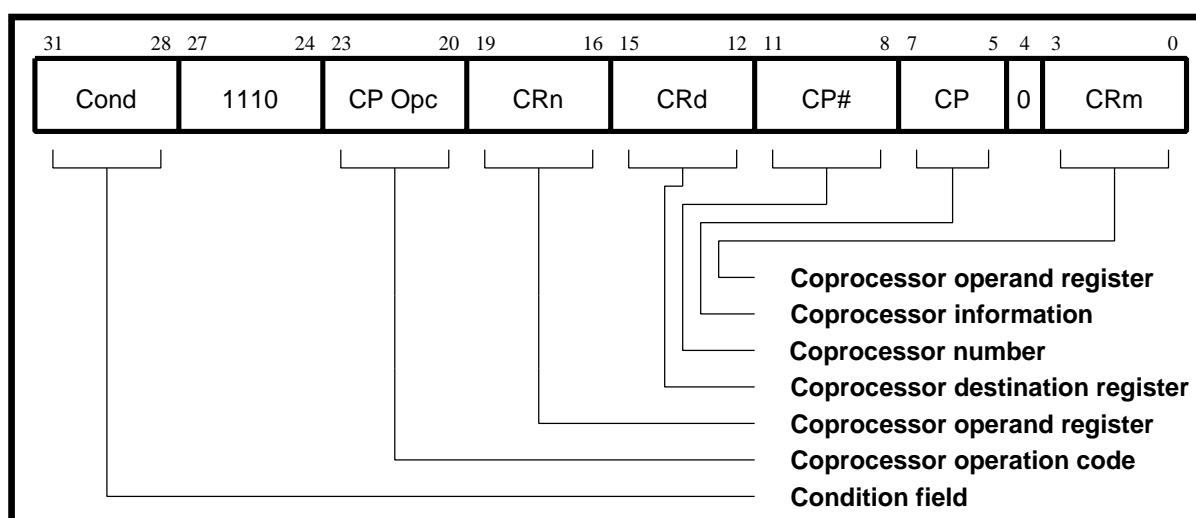 31 28 27 24 23 20 19 16 15 12 11 8 7 5 4 3 0
Cond 1110 CP Opc CRn CRd CP# CP 0 CRm
Coprocessor operand register
Coprocessor information
Coprocessor number
Coprocessor destination register
Coprocessor operand register
Coprocessor operation code
Condition field